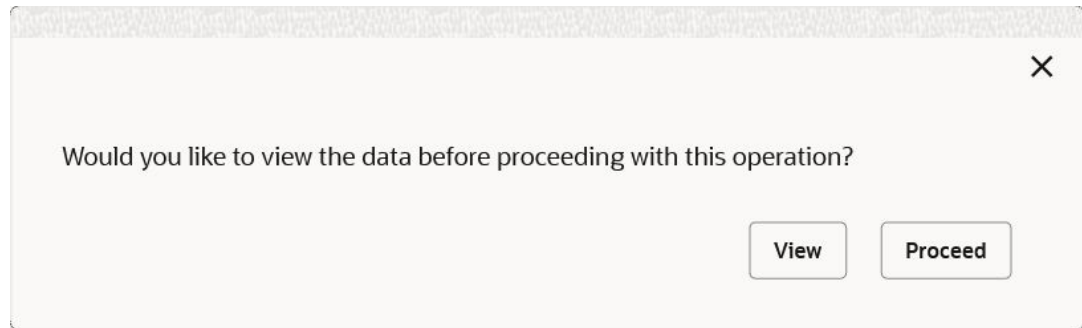 Would you like to view the data before proceeding with this operation?
View Proceed